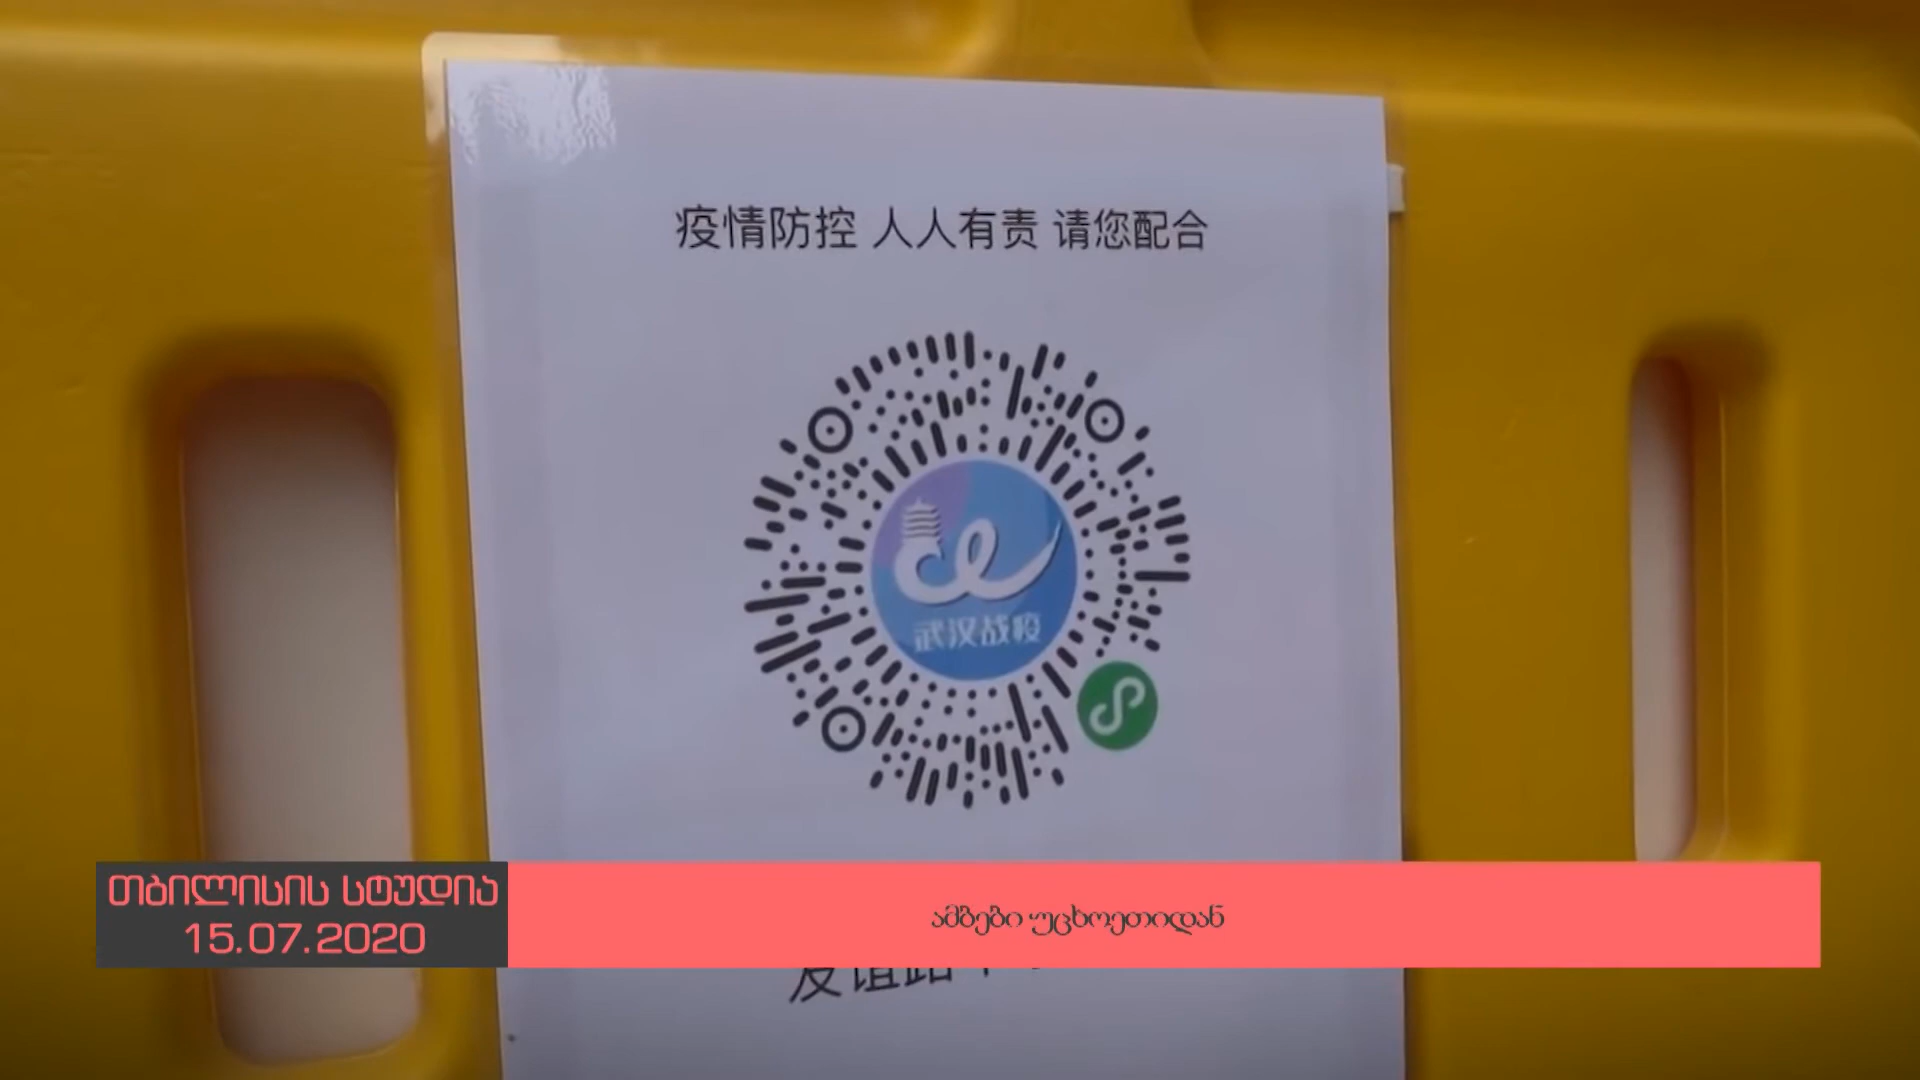 疫情防控 人人有责 请您配合
武汉战疫
თბილისის სტუდია
15.07.2020
ამბები უცხოეთიდან